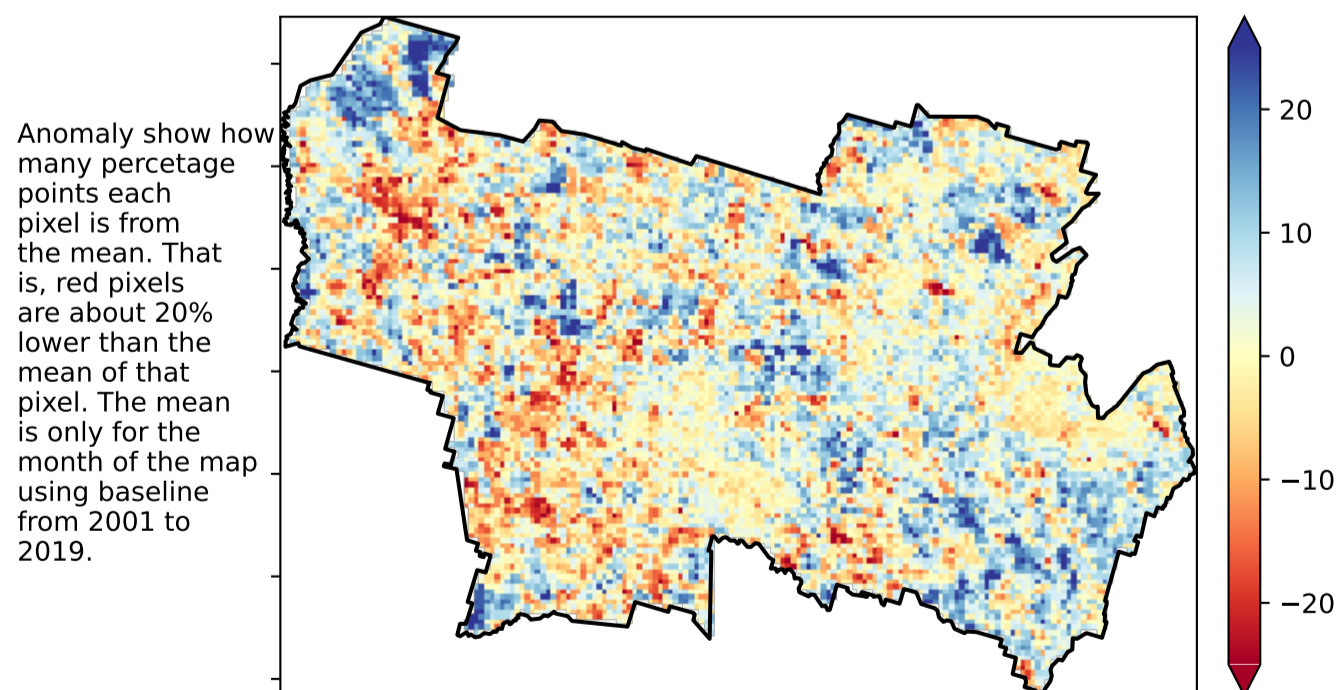 Anomaly show how
many percetage
points each
pixel is from
the mean. That
is, red pixels
are about 20%
lower than the
mean of that
pixel. The mean
is only for the
month of the map
using baseline
from 2001 to
2019.
20
10
0
−10
−20